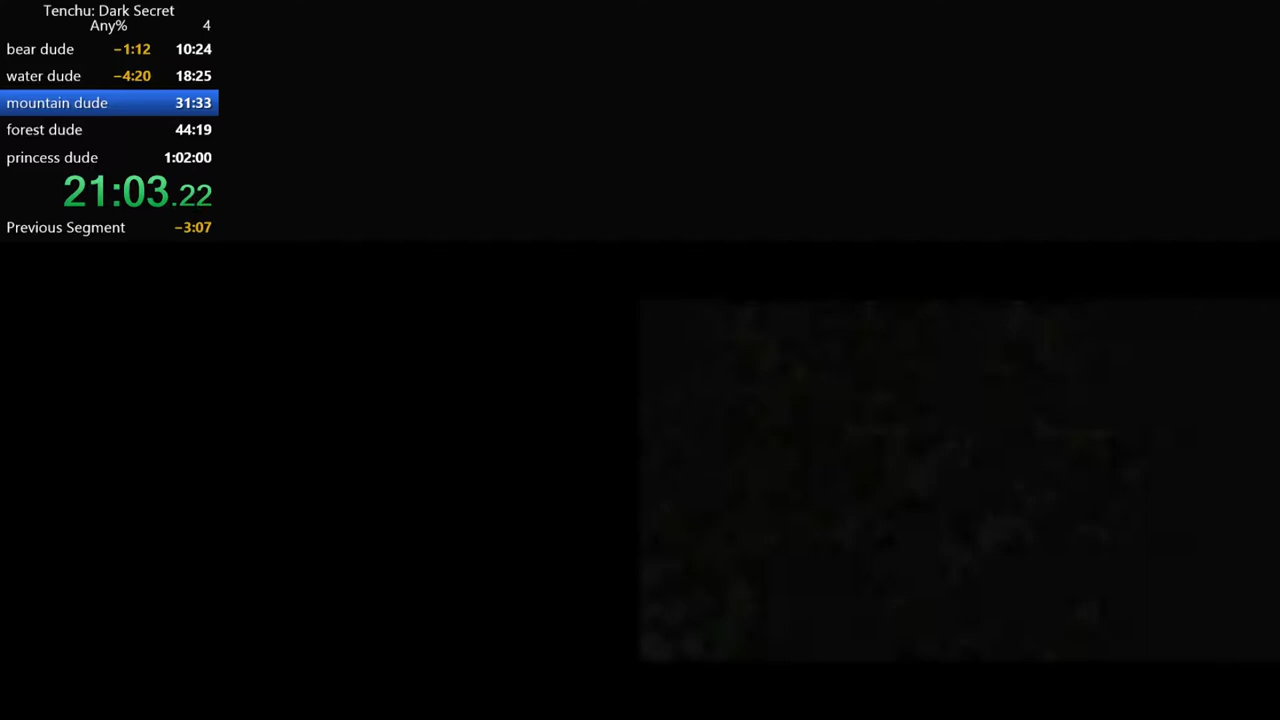 Tenchu: Dark Secret
Any% 4
bear dude −1:12 10:24
water dude −4:20 18:25
mountain dude 31:33
forest dude 44:19
princess dude 1:02:00
21:03.22
Previous Segment −3:07